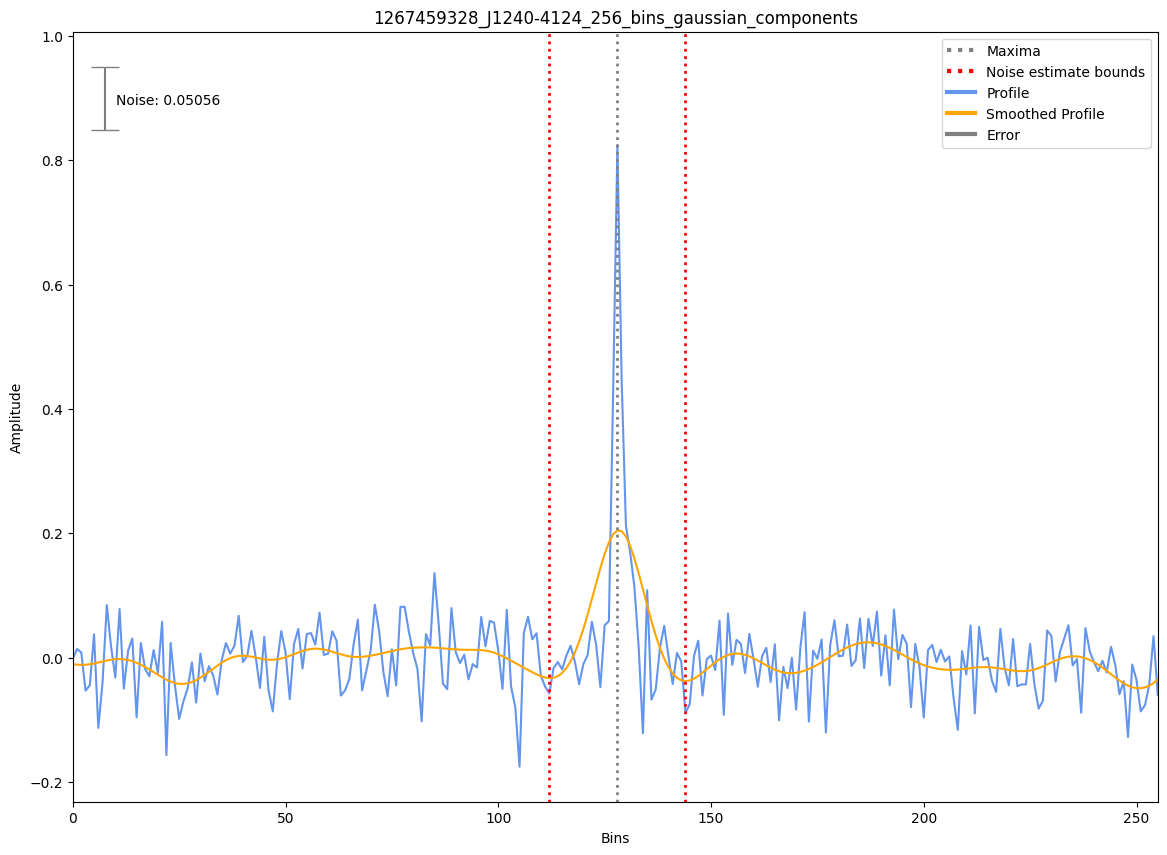 1267459328_J1240-4124_256_bins_gaussian_components
1.0
0.8
0.6
0.4
0.2
0.0
−0.2
Amplitude
Noise: 0.05056
Maxima
Noise estimate bounds
Profile
Smoothed Profile
Error
0
50
100
150
200
250
Bins